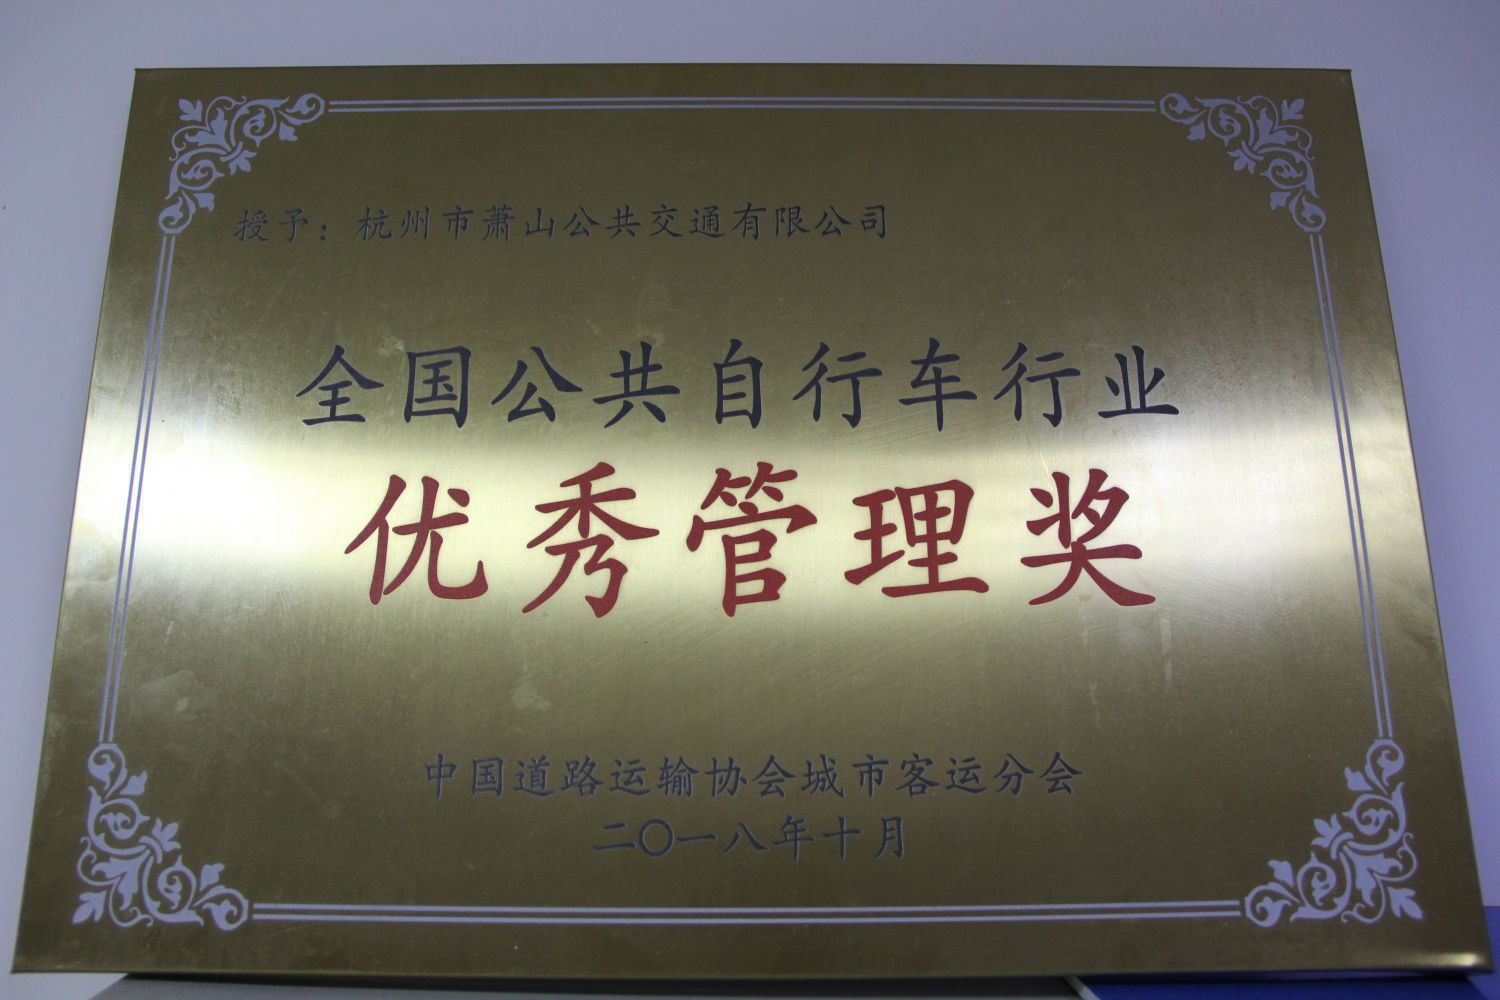 授予：杭州市萧山公共交通有限公司
全国公共自行车行业
优秀管理奖
中国道路运输协会城市客运分会
二〇一八年十月